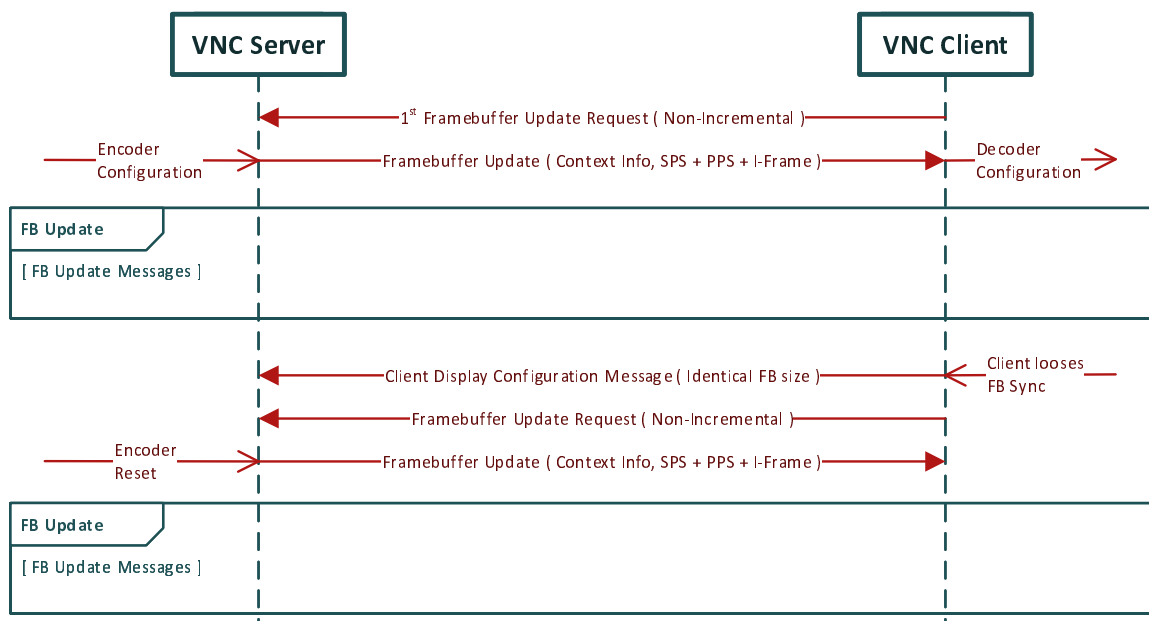 VNC Server
VNC Client
1st Framebuffer Update Request ( Non-Incremental )
Encoder
Configuration
Framebuffer Update ( Context Info, SPS + PPS + I-Frame )
Decoder
Configuration
FB Update
[ FB Update Messages ]
Client Display Configuration Message ( Identical FB size )
Client looses
FB Sync
Framebuffer Update Request ( Non-Incremental )
Encoder
Reset
Framebuffer Update ( Context Info, SPS + PPS + I-Frame )
FB Update
[ FB Update Messages ]